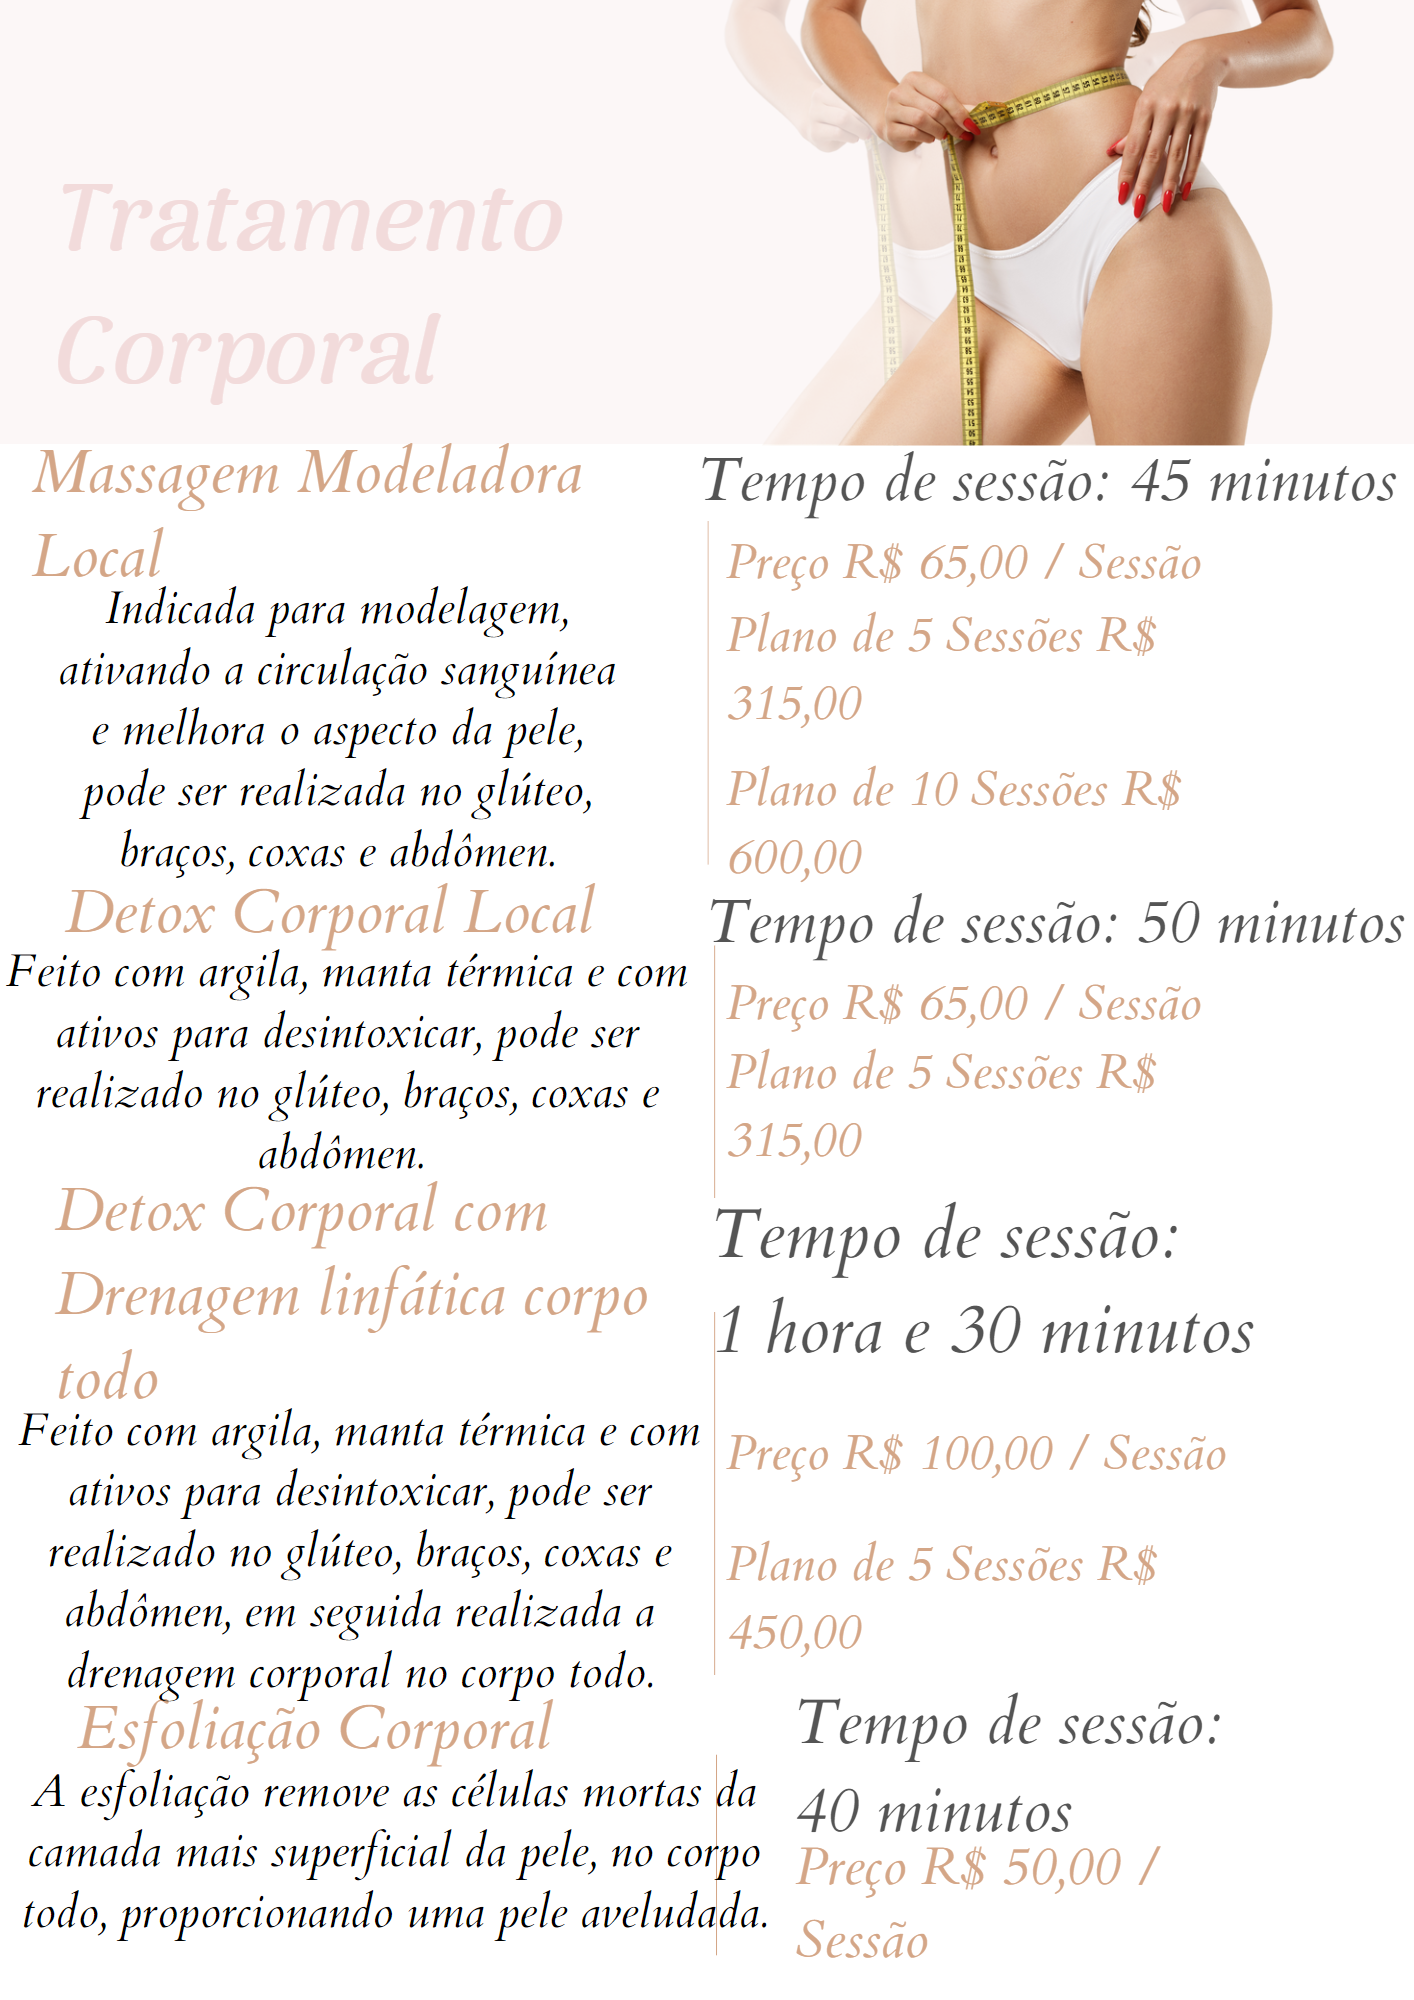 Tratamento
Corporal
Massagem Modeladora
Local
Indicada para modelagem,
ativando a circulação sanguínea
e melhora o aspecto da pele,
pode ser realizada no glúteo,
braços, coxas e abdômen.
Tempo de sessão: 45 minutos
Preço R$ 65,00 / Sessão
Plano de 5 Sessões R$
315,00
Plano de 10 Sessões R$
600,00
Detox Corporal Local
Feito com argila, manta térmica e com
ativos para desintoxicar, pode ser
realizado no glúteo, braços, coxas e
abdômen.
Tempo de sessão: 50 minutos
Preço R$ 65,00 / Sessão
Plano de 5 Sessões R$
315,00
Detox Corporal com
Drenagem linfática corpo
todo
Feito com argila, manta térmica e com
ativos para desintoxicar, pode ser
realizado no glúteo, braços, coxas e
abdômen, em seguida realizada a
drenagem corporal no corpo todo.
Tempo de sessão:
1 hora e 30 minutos
Preço R$ 100,00 / Sessão
Plano de 5 Sessões R$
450,00
Esfoliação Corporal
A esfoliação remove as células mortas da
camada mais superficial da pele, no corpo
todo, proporcionando uma pele aveludada.
Tempo de sessão:
40 minutos
Preço R$ 50,00 /
Sessão